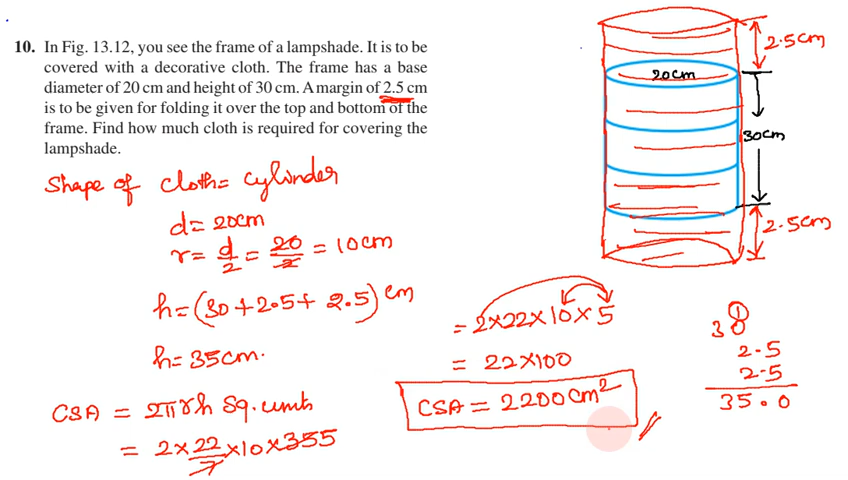 10. In Fig. 13.12, you see the frame of a lampshade. It is to be
covered with a decorative cloth. The frame has a base
diameter of 20 cm and height of 30 cm. A margin of 2.5 cm
is to be given for folding it over the top and bottom of the
frame. Find how much cloth is required for covering the
lampshade.
Shape of cloth = cylinder
d = 20cm
r = d/2 = 20/2 = 10cm
h = (30 + 2.5 + 2.5) cm
h = 35cm.
CSA = 2πrh sq. units
= 2 × 22/7 × 10 × 355
= 2×22×10×5
= 22×100
CSA = 2200cm²
2.5cm
20cm
30cm
2.5cm
1
30
2.5
2.5
35.0